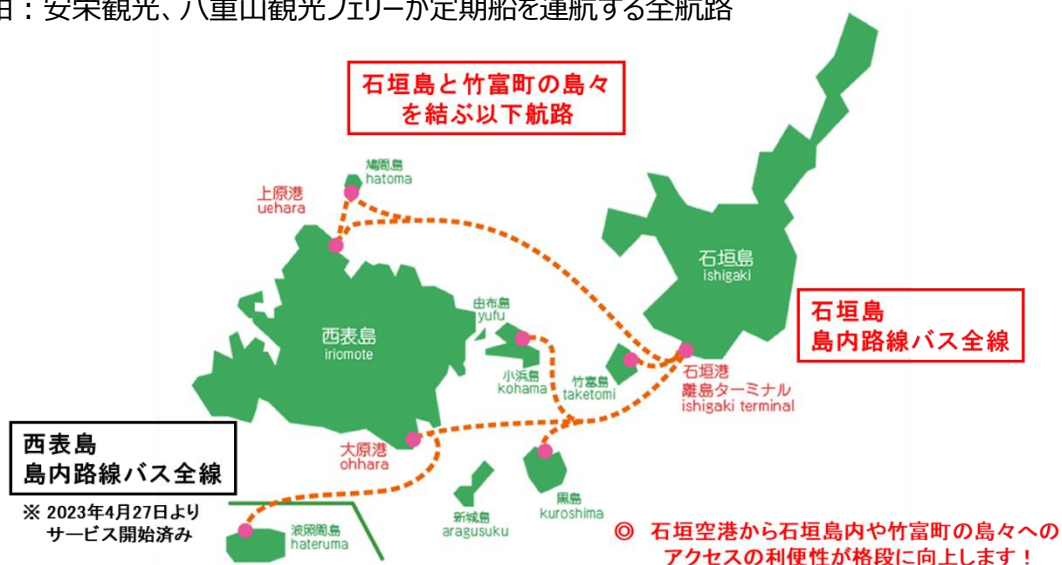 ：安栄観光、八重山観光フェリーが定期船を運航する全航路
石垣島と竹富町の島々
を結ぶ以下航路
鳩間島
hatoma
上原港
uehara
石垣島
ishigaki
石垣島
島内路線バス全線
由布島
yufu
西表島
iriomote
小浜島
kohama
竹富島
taketomi
石垣港
離島ターミナル
ishigaki terminal
西表島
島内路線バス全線
※ 2023年4月27日より
サービス開始済み
大原港
ohhara
黒島
kuroshima
新城島
aragusuku
波照間島
hateruma
◎ 石垣空港から石垣島内や竹富町の島々への
アクセスの利便性が格段に向上します！